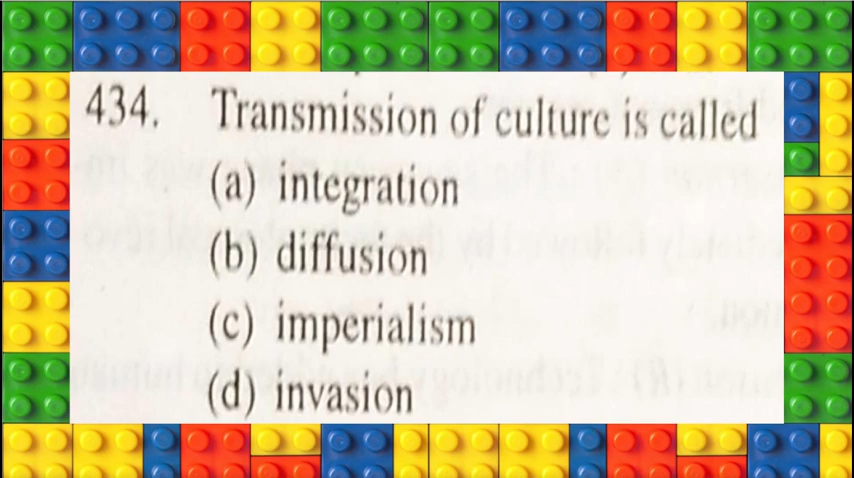 434. Transmission of culture is called
(a) integration
(b) diffusion
(c) imperialism
(d) invasion